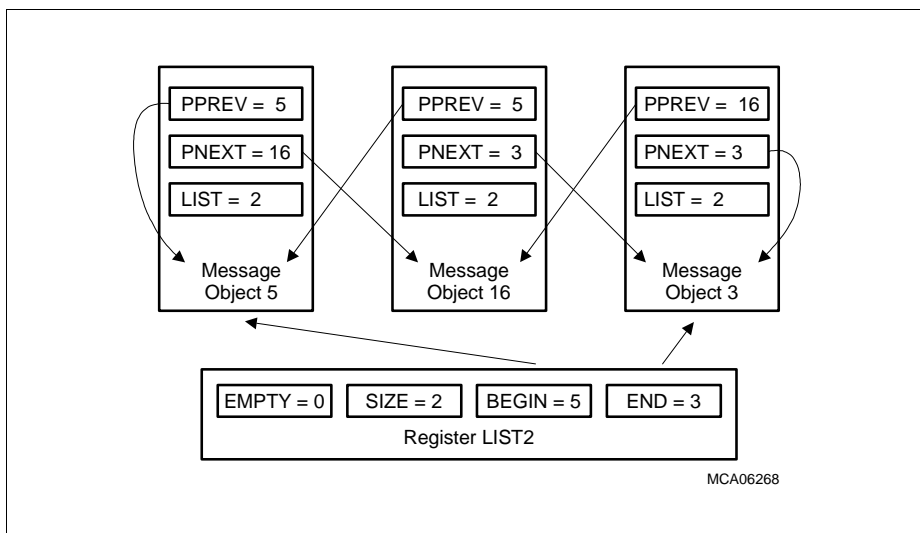 PPREV = 5
PNEXT = 16
LIST = 2
Message
Object 5
PPREV = 5
PNEXT = 3
LIST = 2
Message
Object 16
PPREV = 16
PNEXT = 3
LIST = 2
Message
Object 3
EMPTY = 0 SIZE = 2 BEGIN = 5 END = 3
Register LIST2
MCA06268